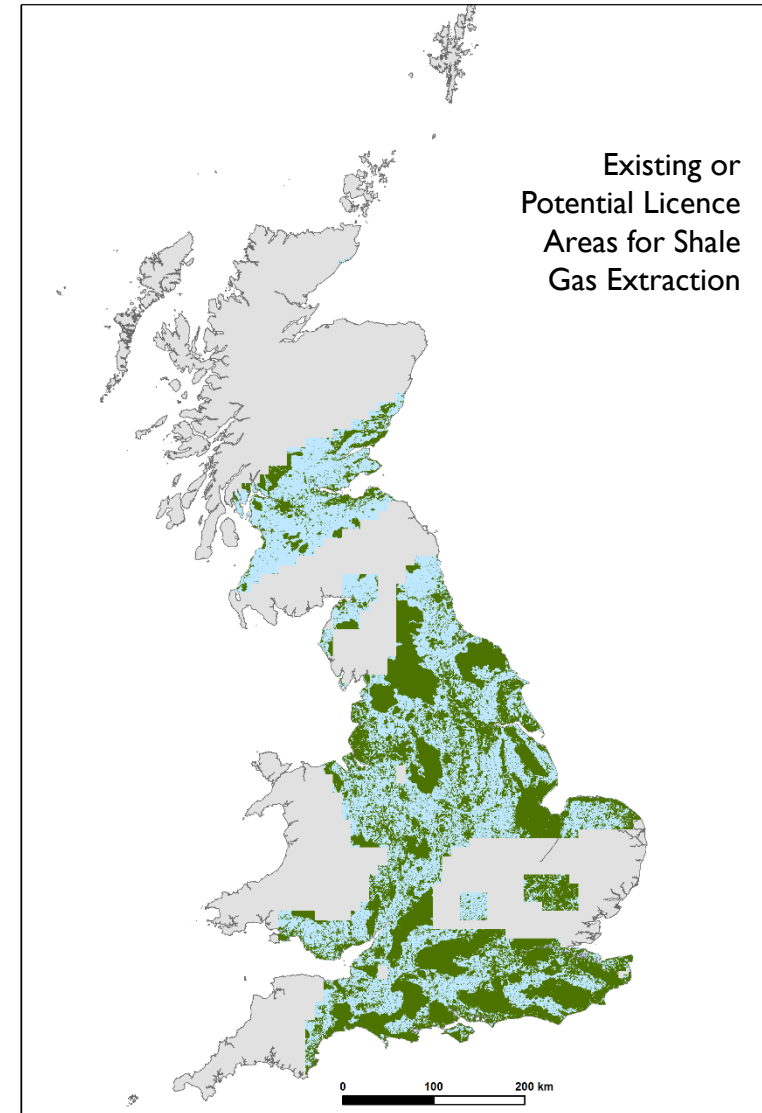 Existing or
Potential Licence
Areas for Shale
Gas Extraction
0 100 200 km